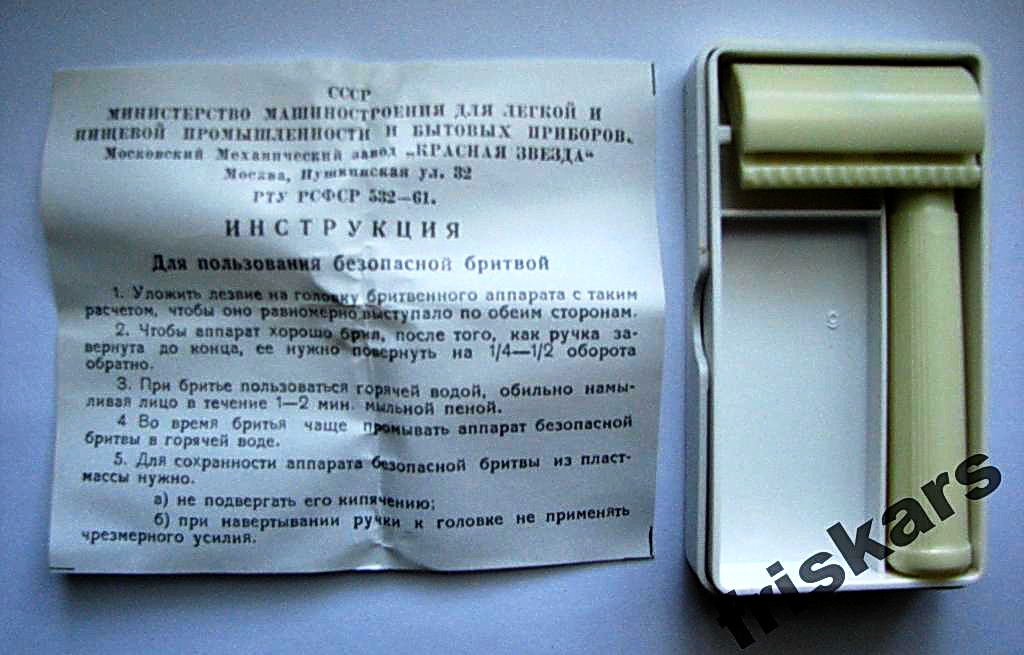 СССР
МИНИСТЕРСТВО МАШИНОСТРОЕНИЯ ДЛЯ ЛЕГКОЙ И
ПИЩЕВОЙ ПРОМЫШЛЕННОСТИ И БЫТОВЫХ ПРИБОРОВ.
Московский Механический завод „КРАСНАЯ ЗВЕЗДА“
Москва, Пушкинская ул. 32
РТУ РСФСР 532—61.
ИНСТРУКЦИЯ
Для пользования безопасной бритвой
1. Уложить лезвие на головку бритвенного аппарата с таким
расчетом, чтобы оно равномерно выступало по обеим сторонам.
2. Чтобы аппарат хорошо брил, после того, как ручка за-
вернута до конца, ее нужно повернуть на 1/4—1/2 оборота
обратно.
3. При бритье пользоваться горячей водой, обильно намы-
ливая лицо в течение 1—2 мин. мыльной пеной.
4 Во время бритья чаще промывать аппарат безопасной
бритвы в горячей воде.
5. Для сохранности аппарата безопасной бритвы из пласт-
массы нужно.
а) не подвергать его кипячению;
б) при навертывании ручки к головке не применять
чрезмерного усилия.
friskars